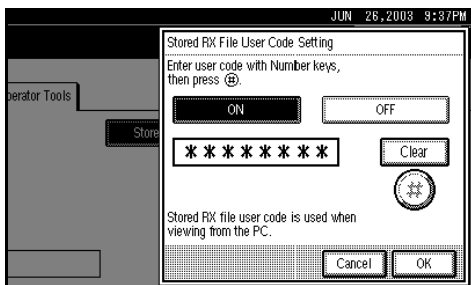 JUN 26,2003 9:37PM
Stored RX File User Code Setting
Enter user code with Number keys,
then press #.
perator Tools
ON OFF
Store
* * * * * * * * Clear
#
Stored RX file user code is used when
viewing from the PC.
Cancel OK